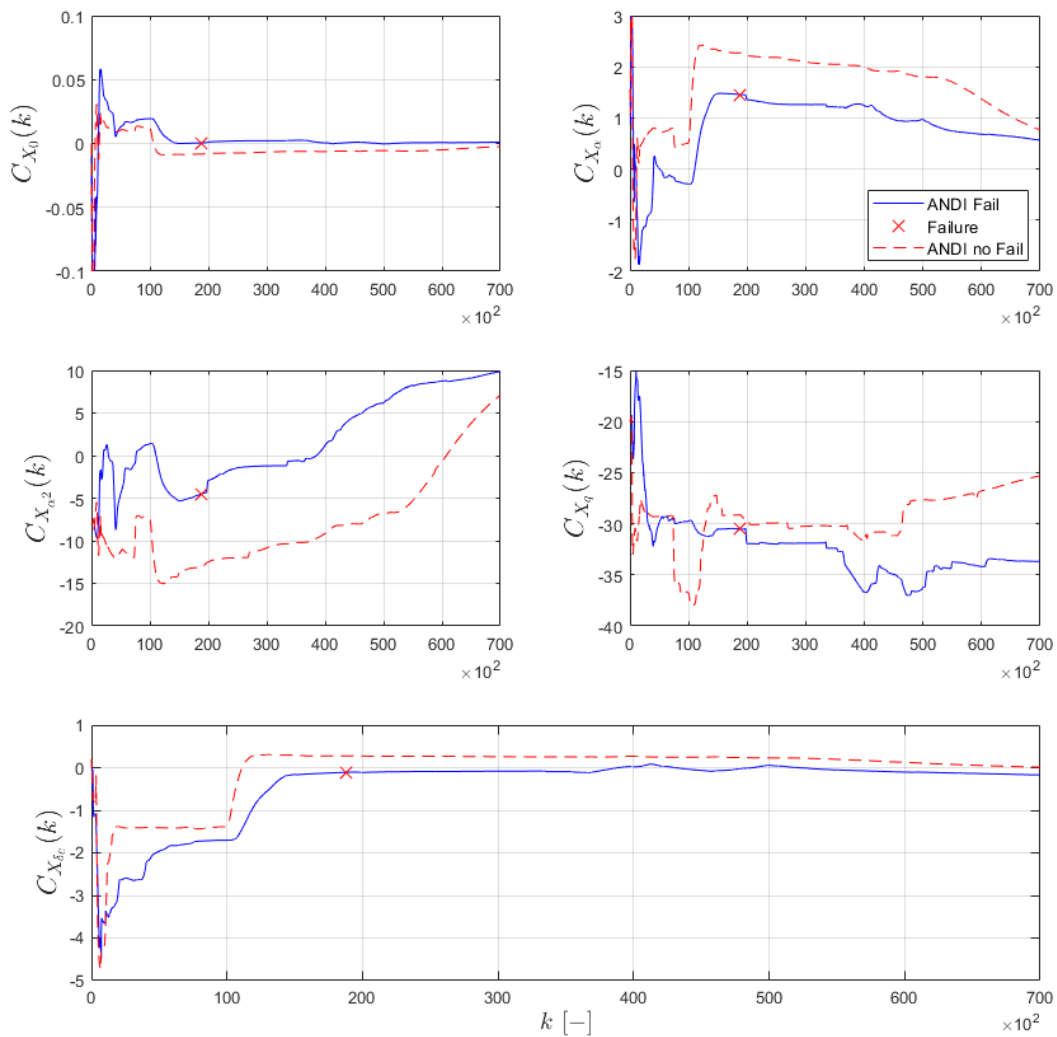 0.1
0.05
0
-0.05
-0.1
C_{X_0}(k)
0 100 200 300 400 500 600 700
×10^2
3
2
1
0
-1
-2
C_{X_α}(k)
ANDI Fail
Failure
ANDI no Fail
0 100 200 300 400 500 600 700
×10^2
10
5
0
-5
-10
-15
-20
C_{X_{α^2}}(k)
0 100 200 300 400 500 600 700
×10^2
-15
-20
-25
-30
-35
-40
C_{X_q}(k)
0 100 200 300 400 500 600 700
×10^2
1
0
-1
-2
-3
-4
-5
C_{X_{δe}}(k)
0 100 200 300 400 500 600 700
k [−]
×10^2